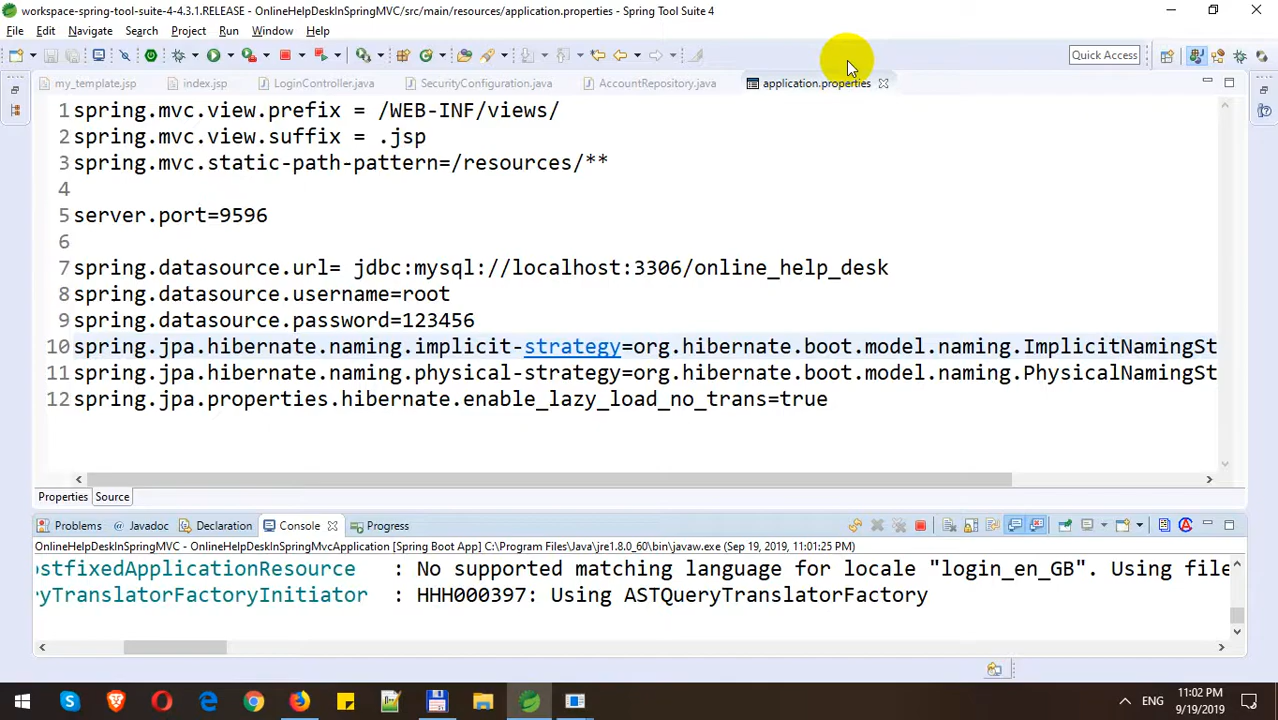 workspace-spring-tool-suite-4-4.3.1.RELEASE - OnlineHelpDeskInSpringMVC/src/main/resources/application.properties - Spring Tool Suite 4
File Edit Navigate Search Project Run Window Help
Quick Access
my_template.jsp index.jsp LoginController.java SecurityConfiguration.java AccountRepository.java application.properties
1 spring.mvc.view.prefix = /WEB-INF/views/
2 spring.mvc.view.suffix = .jsp
3 spring.mvc.static-path-pattern=/resources/**
4
5 server.port=9596
6
7 spring.datasource.url= jdbc:mysql://localhost:3306/online_help_desk
8 spring.datasource.username=root
9 spring.datasource.password=123456
10 spring.jpa.hibernate.naming.implicit-strategy=org.hibernate.boot.model.naming.ImplicitNamingSt
11 spring.jpa.hibernate.naming.physical-strategy=org.hibernate.boot.model.naming.PhysicalNamingSt
12 spring.jpa.properties.hibernate.enable_lazy_load_no_trans=true
Properties Source
Problems Javadoc Declaration Console Progress
OnlineHelpDeskInSpringMVC - OnlineHelpDeskInSpringMvcApplication [Spring Boot App] C:\Program Files\Java\jre1.8.0_60\bin\javaw.exe (Sep 19, 2019, 11:01:25 PM)
ostfixedApplicationResource : No supported matching language for locale "login_en_GB". Using file
yTranslatorFactoryInitiator : HHH000397: Using ASTQueryTranslatorFactory
ENG
11:02 PM
9/19/2019